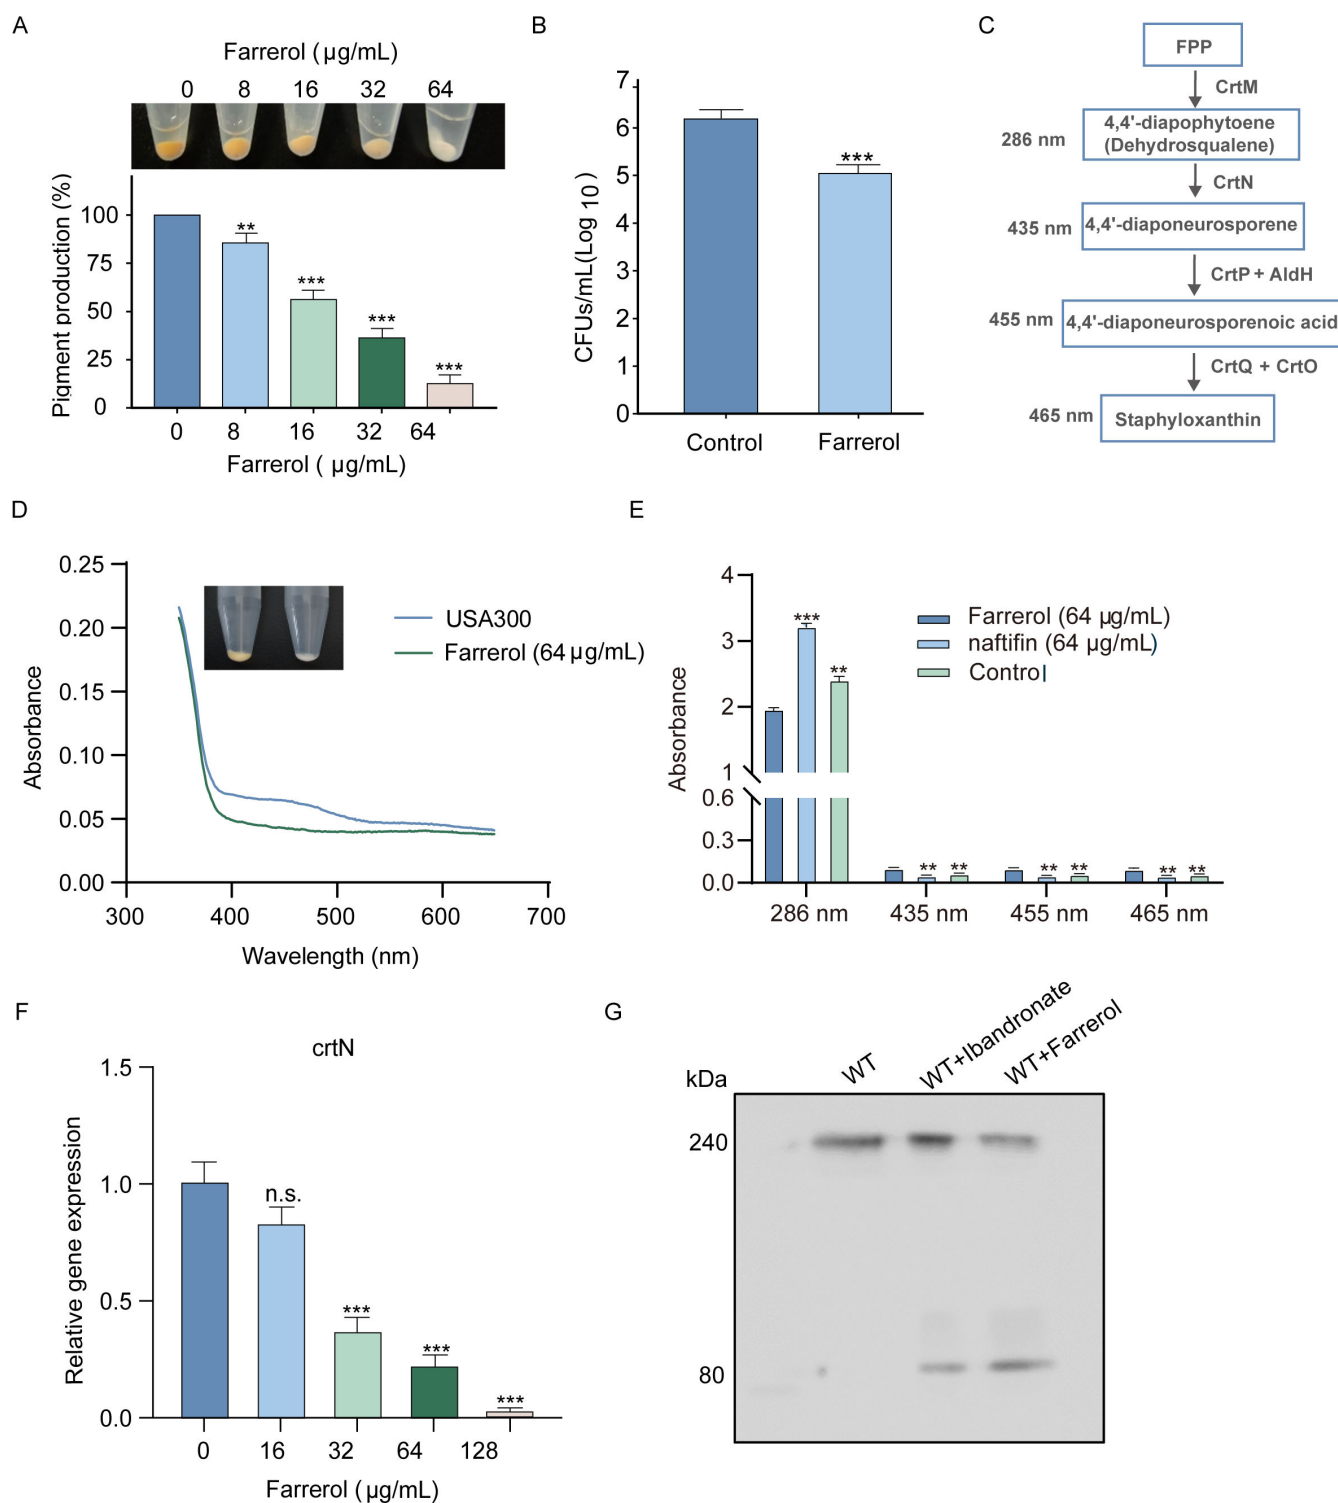 A
Farrerol (μg/mL)
0 8 16 32 64
Pigment production (%)
100
75
50
25
0
**
***
***
***
0 8 16 32 64
Farrerol ( μg/mL)
B
CFUs/mL(Log 10)
7
6
5
4
3
2
1
0
***
Control Farrerol
C
FPP
CrtM
286 nm
4,4'-diapophytoene
(Dehydrosqualene)
CrtN
435 nm
4,4'-diaponeurosporene
CrtP + AldH
455 nm
4,4'-diaponeurosporenoic acid
CrtQ + CrtO
465 nm
Staphyloxanthin
D
Absorbance
0.25
0.20
0.15
0.10
0.05
0.00
USA300
Farrerol (64 μg/mL)
300 400 500 600 700
Wavelength (nm)
E
Absorbance
4
3
2
1
0.6
0.3
0.0
Farrerol (64 μg/mL)
naftifin (64 μg/mL)
Control
***
**
** **
** **
** **
286 nm 435 nm 455 nm 465 nm
F
crtN
Relative gene expression
1.5
1.0
0.5
0.0
n.s.
***
***
***
0 16 32 64 128
Farrerol (μg/mL)
G
kDa
WT
WT+Ibandronate
WT+Farrerol
240
80